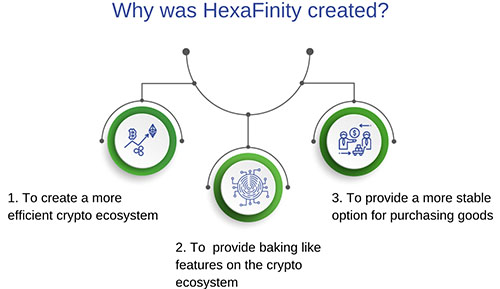 Why was HexaFinity created?
1. To create a more
efficient crypto ecosystem
2. To provide baking like
features on the crypto
ecosystem
3. To provide a more stable
option for purchasing goods